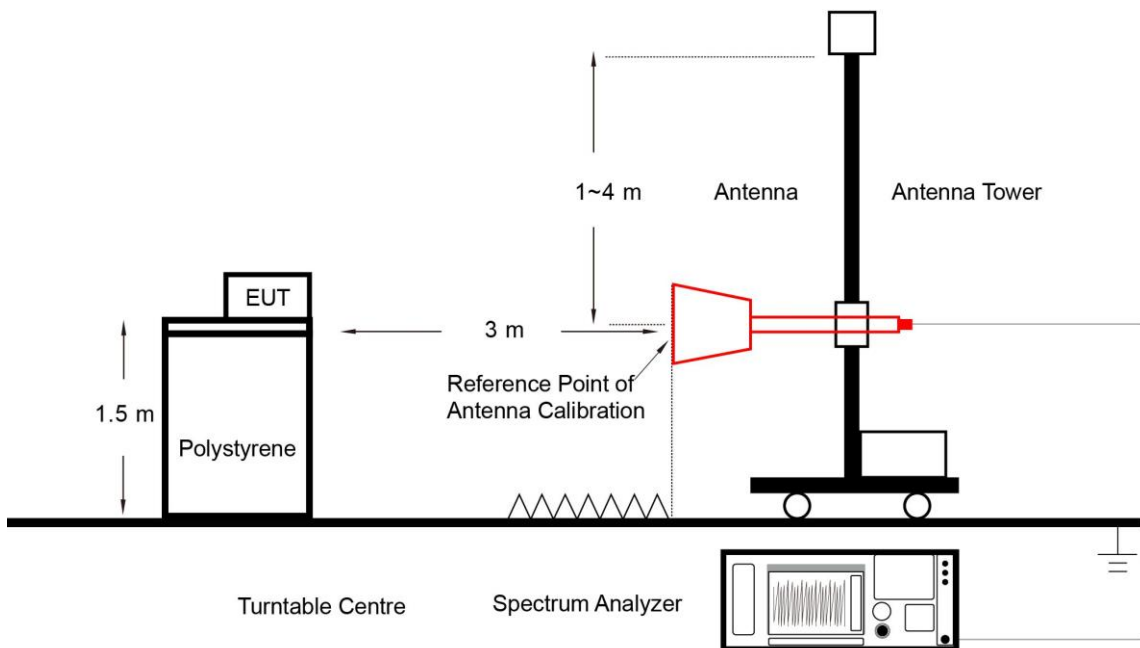 1~4 m
Antenna
Antenna Tower
EUT
3 m
Reference Point of
Antenna Calibration
1.5 m
Polystyrene
Turntable Centre
Spectrum Analyzer